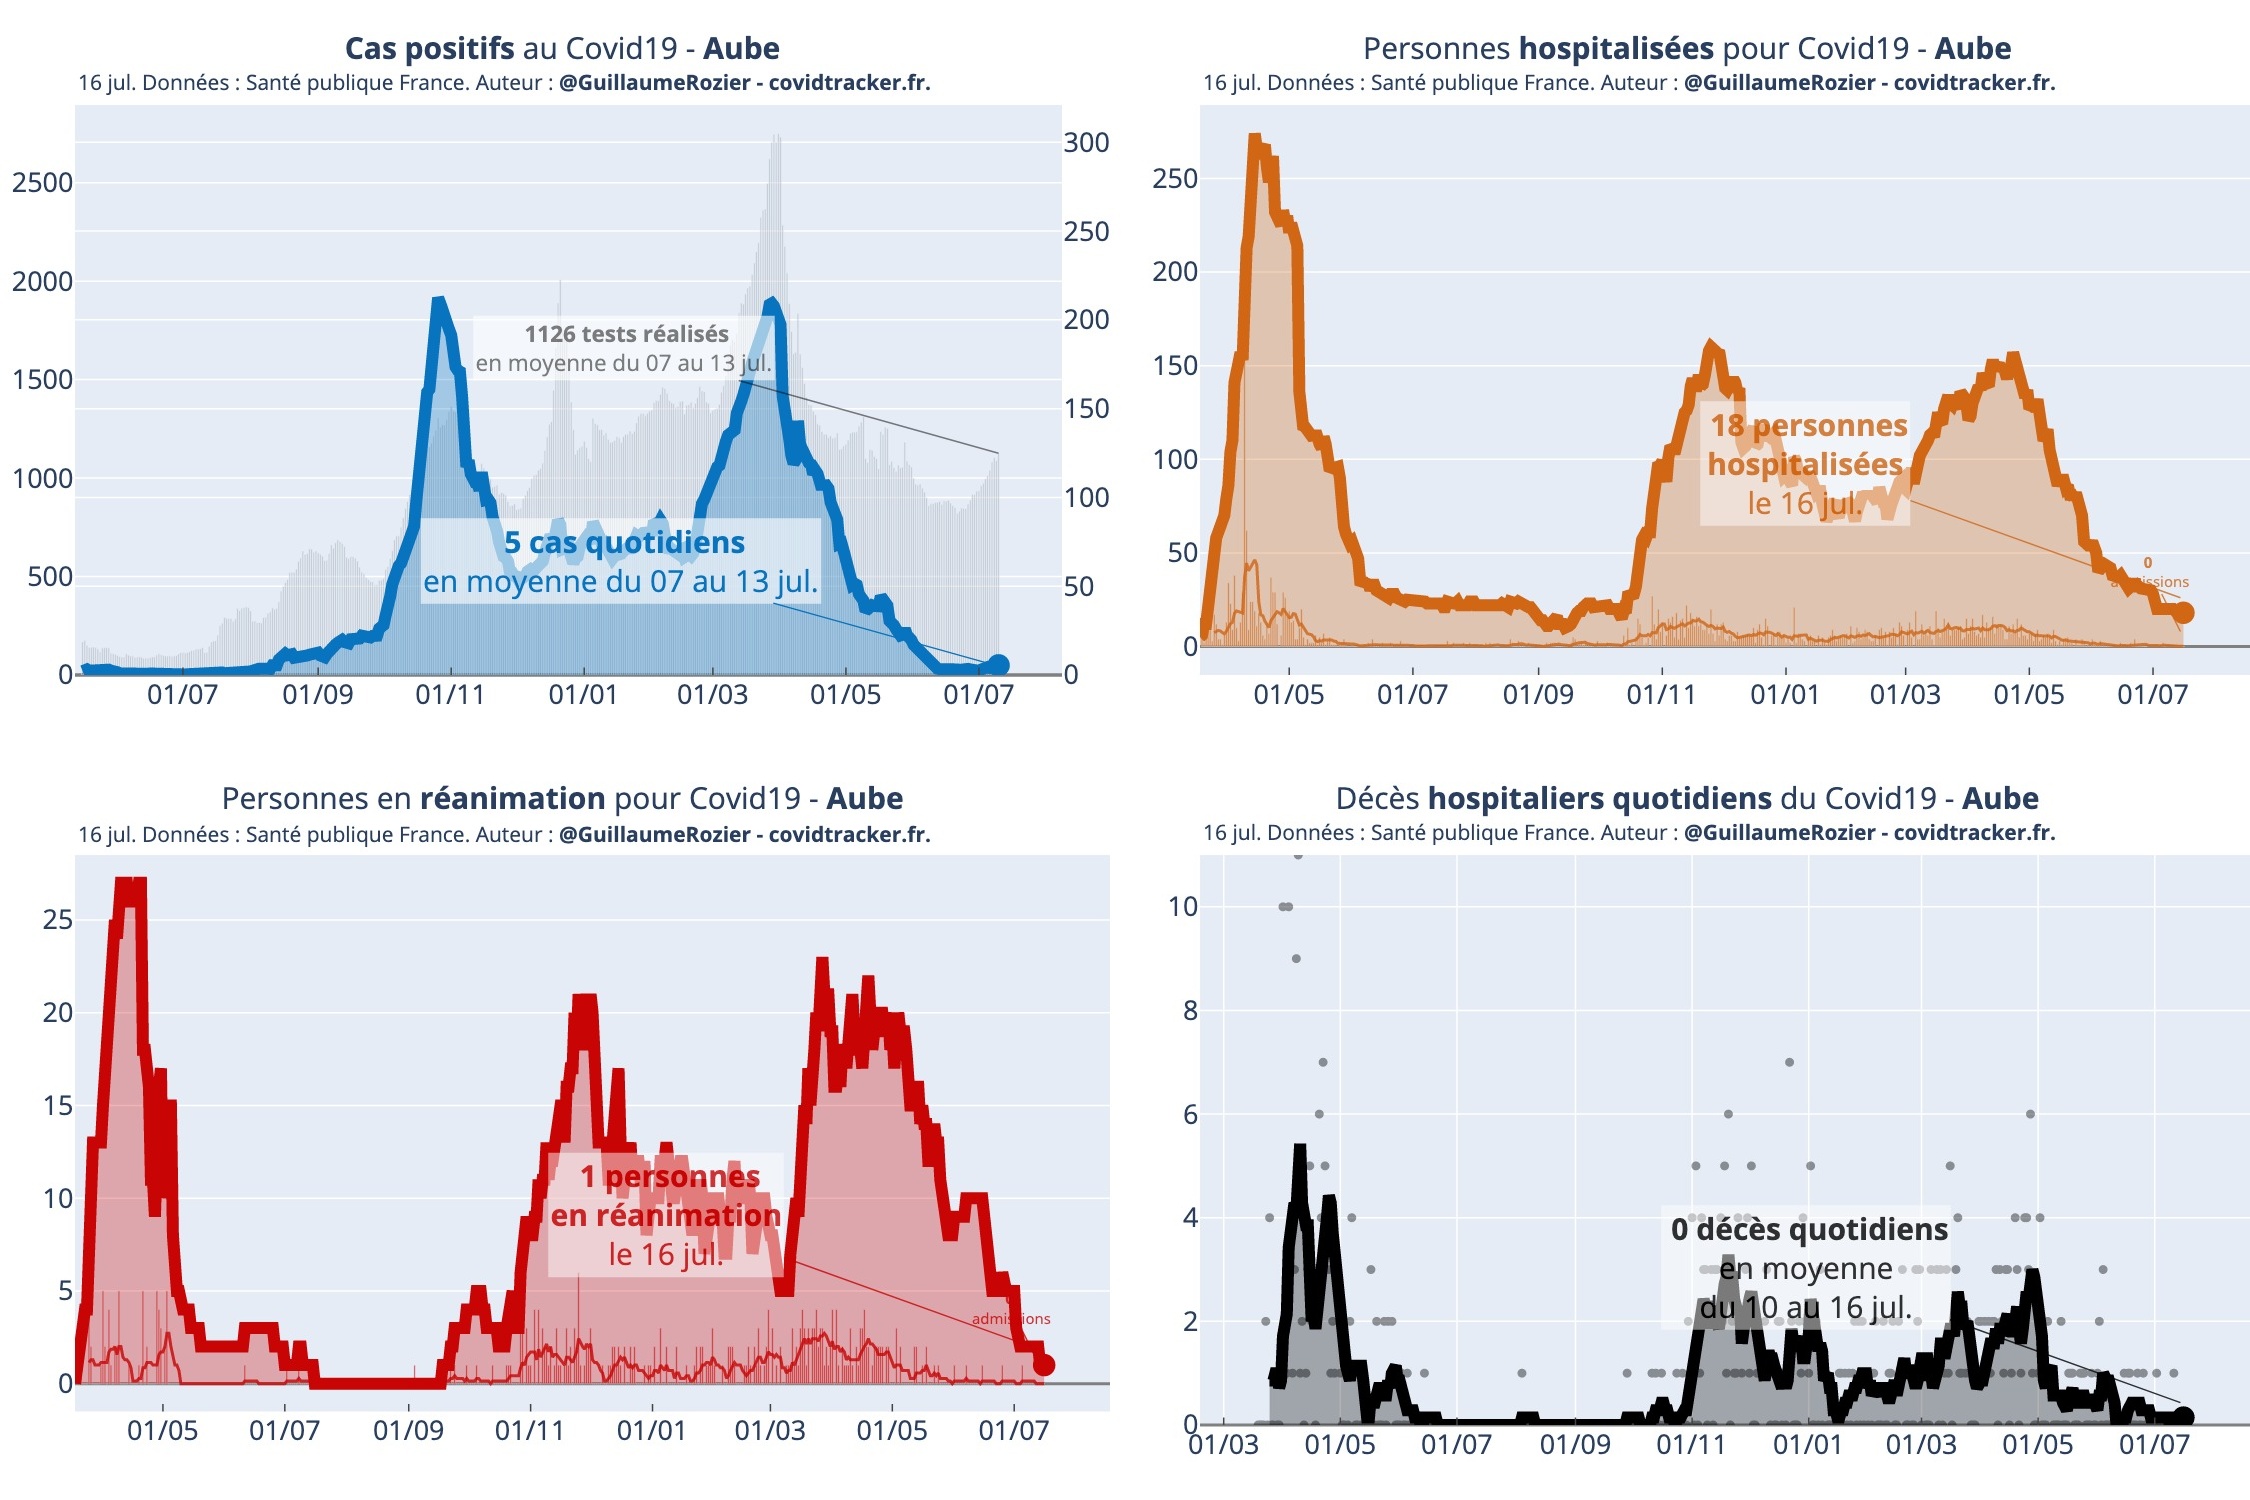 Cas positifs au Covid19 - Aube
16 jul. Données : Santé publique France. Auteur : @GuillaumeRozier - covidtracker.fr.
300
2500
250
2000
200
1126 tests réalisés
en moyenne du 07 au 13 jul.
1500
150
1000
100
5 cas quotidiens
en moyenne du 07 au 13 jul.
500
50
0
0
01/07
01/09
01/11
01/01
01/03
01/05
01/07
Personnes hospitalisées pour Covid19 - Aube
16 jul. Données : Santé publique France. Auteur : @GuillaumeRozier - covidtracker.fr.
250
200
150
18 personnes
hospitalisées
le 16 jul.
100
50
0
0
01/05
01/07
01/09
01/11
01/01
01/03
01/05
01/07
Personnes en réanimation pour Covid19 - Aube
16 jul. Données : Santé publique France. Auteur : @GuillaumeRozier - covidtracker.fr.
25
20
15
1 personnes
en réanimation
le 16 jul.
10
5
admissions
0
01/05
01/07
01/09
01/11
01/01
01/03
01/05
01/07
Décès hospitaliers quotidiens du Covid19 - Aube
16 jul. Données : Santé publique France. Auteur : @GuillaumeRozier - covidtracker.fr.
10
8
6
4
0 décès quotidiens
en moyenne
du 10 au 16 jul.
2
0
01/03
01/05
01/07
01/09
01/11
01/01
01/03
01/05
01/07